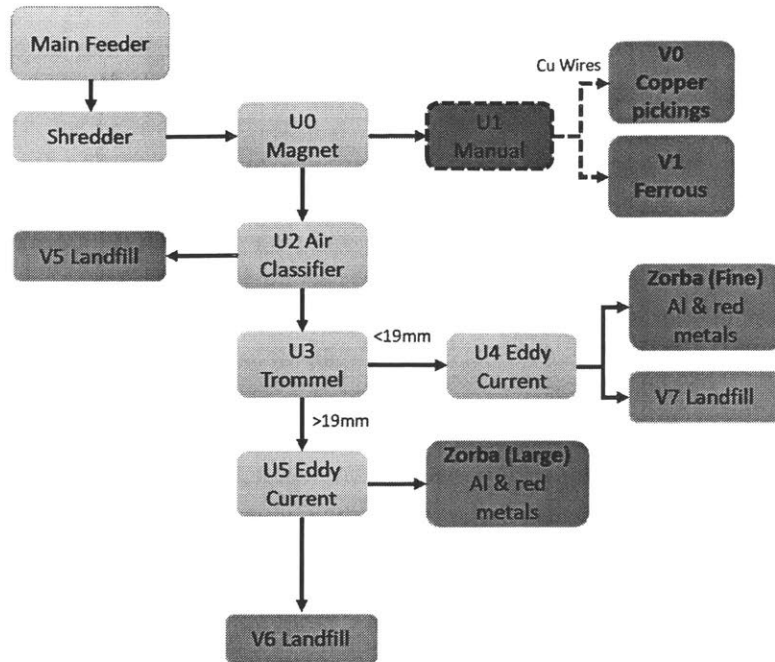 Main Feeder
Shredder
U0
Magnet
U1
Manual
Cu Wires
V0
Copper
pickings
V1
Ferrous
V5 Landfill
U2 Air
Classifier
U3
Trommel
<19mm
U4 Eddy
Current
Zorba (Fine)
Al & red
metals
V7 Landfill
>19mm
U5 Eddy
Current
Zorba (Large)
Al & red
metals
V6 Landfill